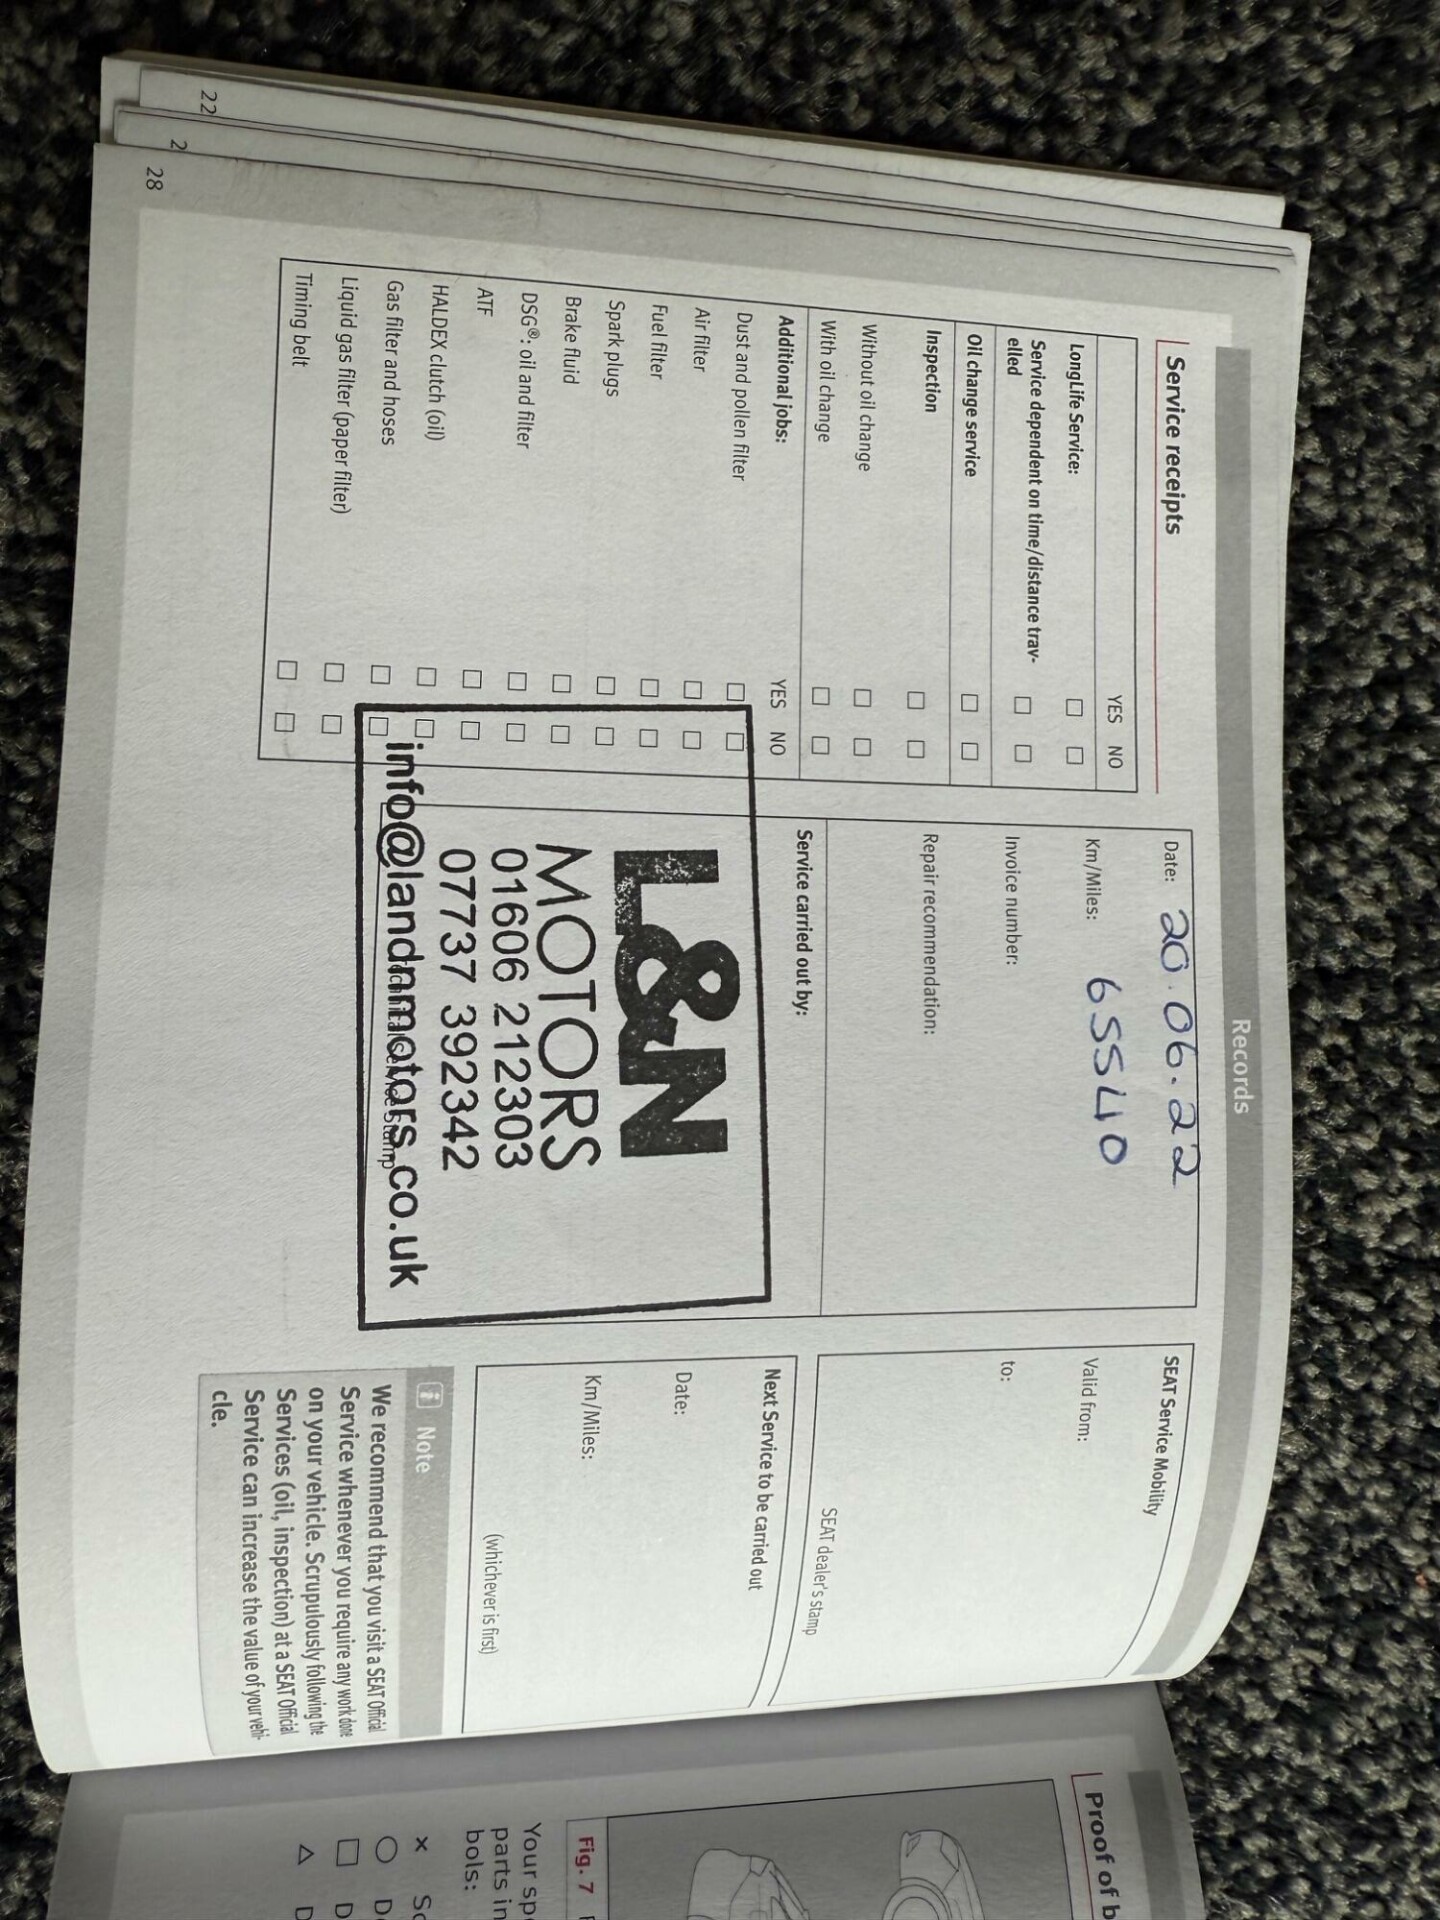 Records
Service receipts
YES NO
LongLife Service:
Service dependent on time/distance trav-
elled
Oil change service
Inspection
Without oil change
With oil change
Additional jobs: YES NO
Dust and pollen filter
Air filter
Fuel filter
Spark plugs
Brake fluid
DSG®: oil and filter
ATF
HALDEX clutch (oil)
Gas filter and hoses
Liquid gas filter (paper filter)
Timing belt
Date: 20.06.22
Km/Miles: 65540
Invoice number:
Repair recommendation:
Service carried out by:
L&N
MOTORS
01606 212303
07737 392342
info@landnmotors.co.uk
SEAT Service Mobility
Valid from:
to:
SEAT dealer's stamp
Next Service to be carried out
Date:
Km/Miles:
(whichever is first)
Note
We recommend that you visit a SEAT Official
Service whenever you require any work done
on your vehicle. Scrupulously following the
Services (oil, inspection) at a SEAT Official
Service can increase the value of your vehi-
cle.
28
22
2
Proof of b
Fig. 7
Your spe
parts in
bols: